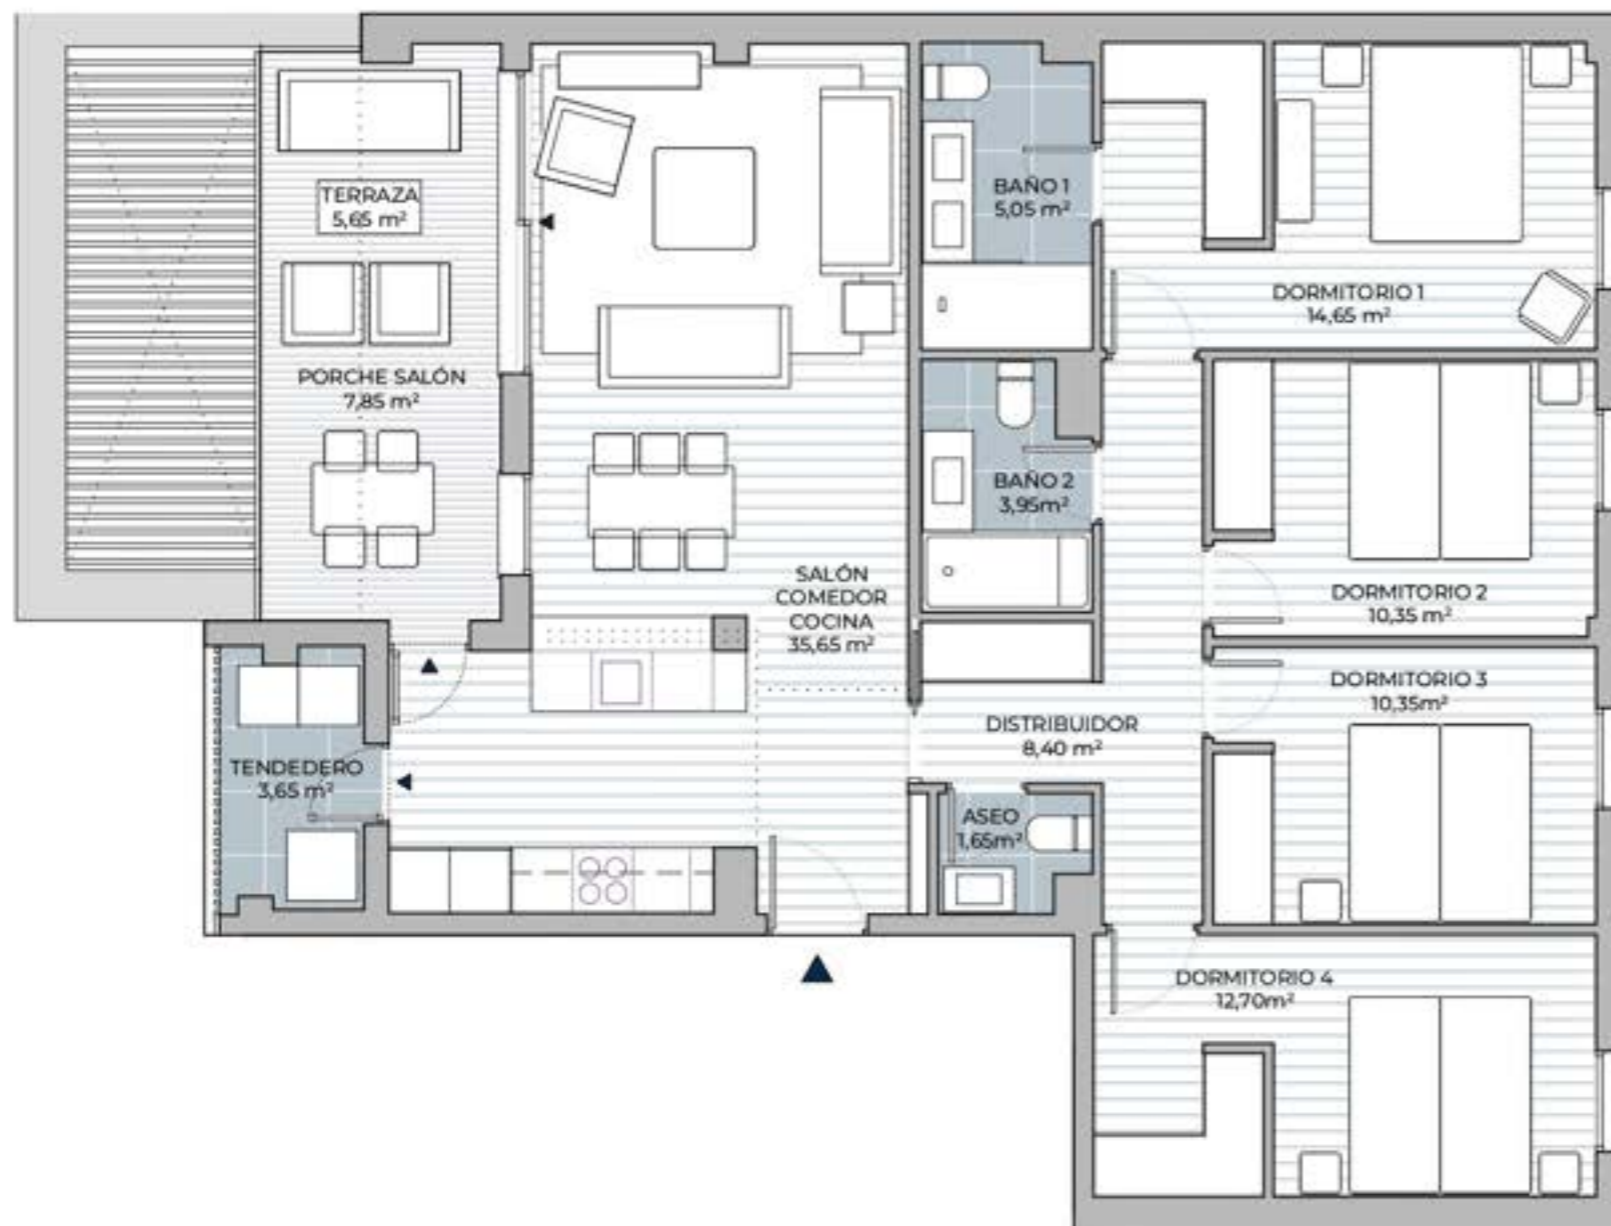 TERRAZA
5,65 m²
PORCHE SALÓN
7,85 m²
SALÓN
COMEDOR
COCINA
35,65 m²
TENDEDERO
3,65 m²
BAÑO 1
5,05 m²
DORMITORIO 1
14,65 m²
BAÑO 2
3,95m²
DORMITORIO 2
10,35 m²
DORMITORIO 3
10,35m²
DISTRIBUIDOR
8,40 m²
ASEO
1,65m²
DORMITORIO 4
12,70m²